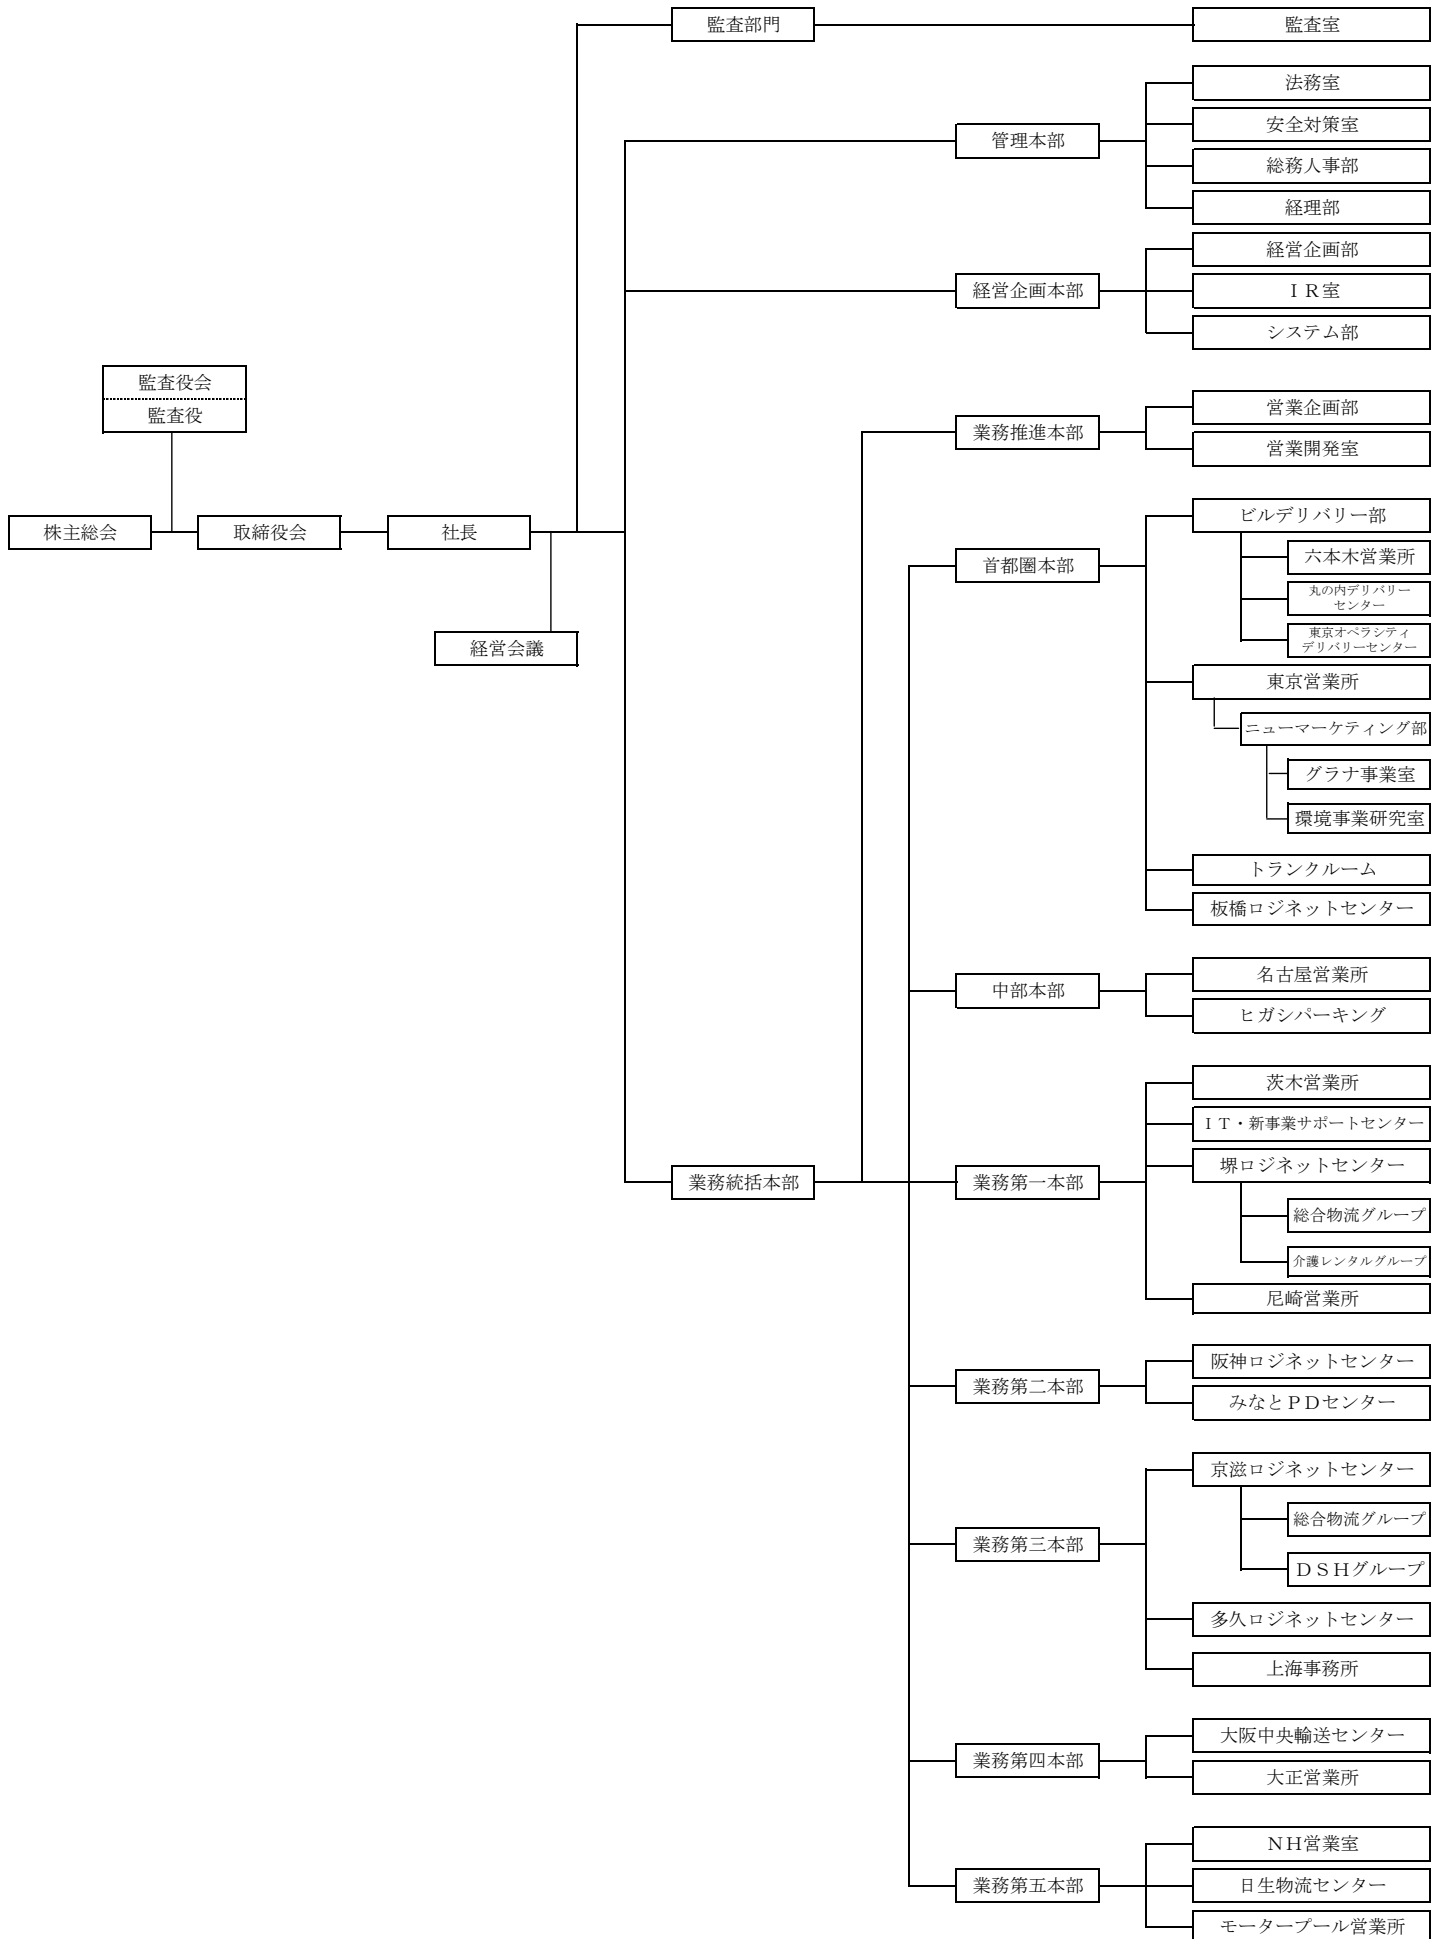 監査部門
監査室
法務室
安全対策室
管理本部
総務人事部
経理部
経営企画部
経営企画本部
ＩＲ室
システム部
監査役会
監査役
営業企画部
業務推進本部
営業開発室
株主総会
取締役会
社長
経営会議
首都圏本部
ビルデリバリー部
六本木営業所
丸の内デリバリー
センター
東京オペラシティ
デリバリーセンター
東京営業所
ニューマーケティング部
グラナ事業室
環境事業研究室
トランクルーム
板橋ロジネットセンター
中部本部
名古屋営業所
ヒガシパーキング
業務統括本部
業務第一本部
茨木営業所
ＩＴ・新事業サポートセンター
堺ロジネットセンター
総合物流グループ
介護レンタルグループ
尼崎営業所
業務第二本部
阪神ロジネットセンター
みなとＰＤセンター
業務第三本部
京滋ロジネットセンター
総合物流グループ
ＤＳＨグループ
多久ロジネットセンター
上海事務所
業務第四本部
大阪中央輸送センター
大正営業所
業務第五本部
ＮＨ営業室
日生物流センター
モータープール営業所